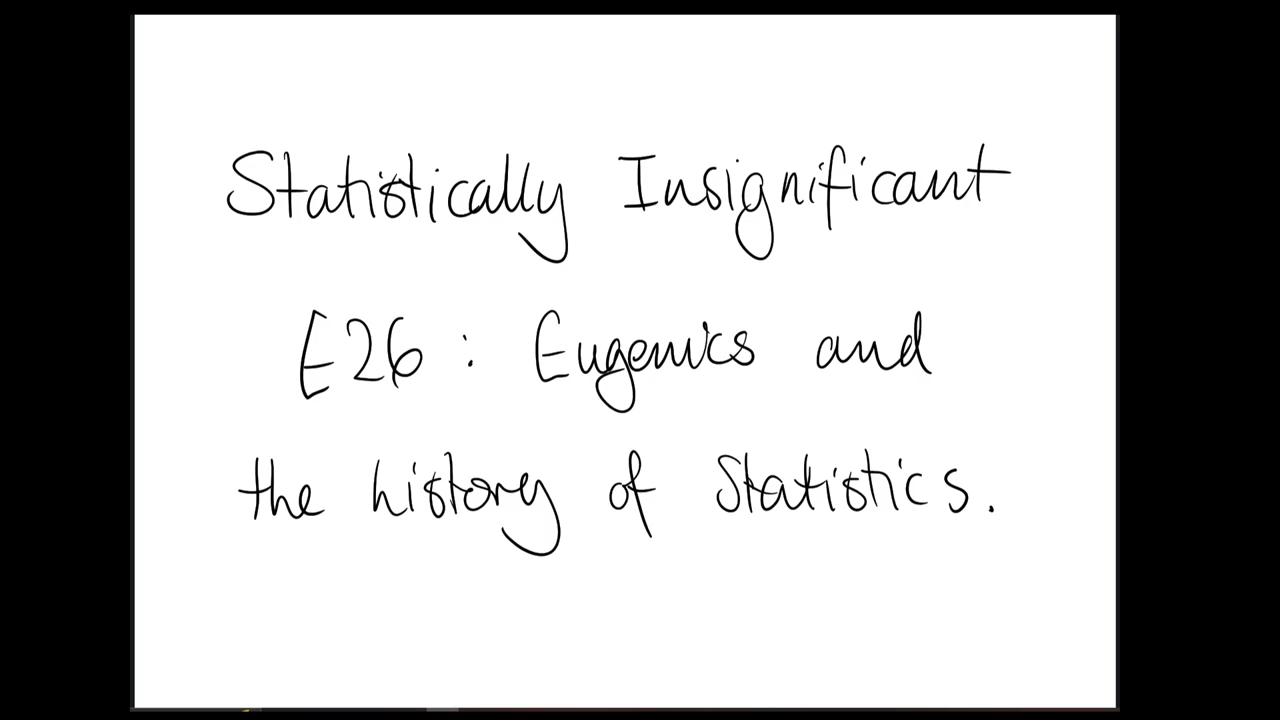 Statistically Insignificant
E26: Eugenics and
the history of Statistics.